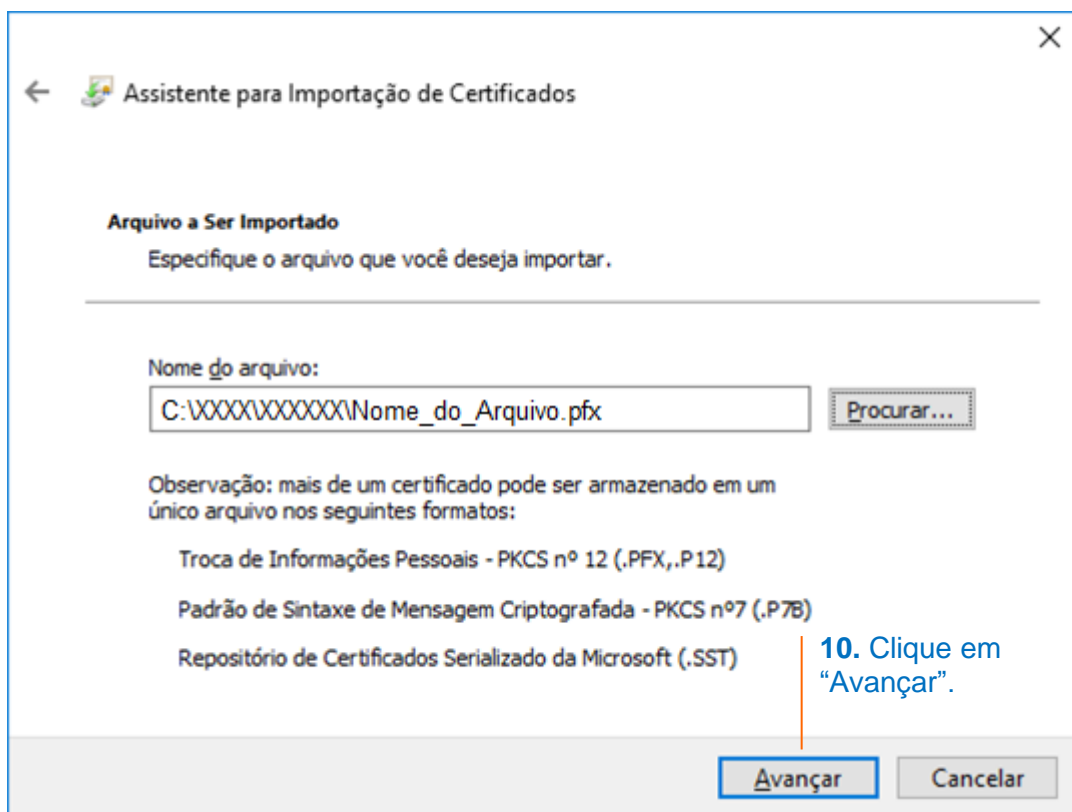 Assistente para Importação de Certificados
Arquivo a Ser Importado
Especifique o arquivo que você deseja importar.
Nome do arquivo:
C:\XXXX\XXXXXX\Nome_do_Arquivo.pfx
Procurar...
Observação: mais de um certificado pode ser armazenado em um
único arquivo nos seguintes formatos:
Troca de Informações Pessoais - PKCS nº 12 (.PFX,.P12)
Padrão de Sintaxe de Mensagem Criptografada - PKCS nº7 (.P7B)
Repositório de Certificados Serializado da Microsoft (.SST)
10. Clique em
“Avançar”.
Avançar
Cancelar